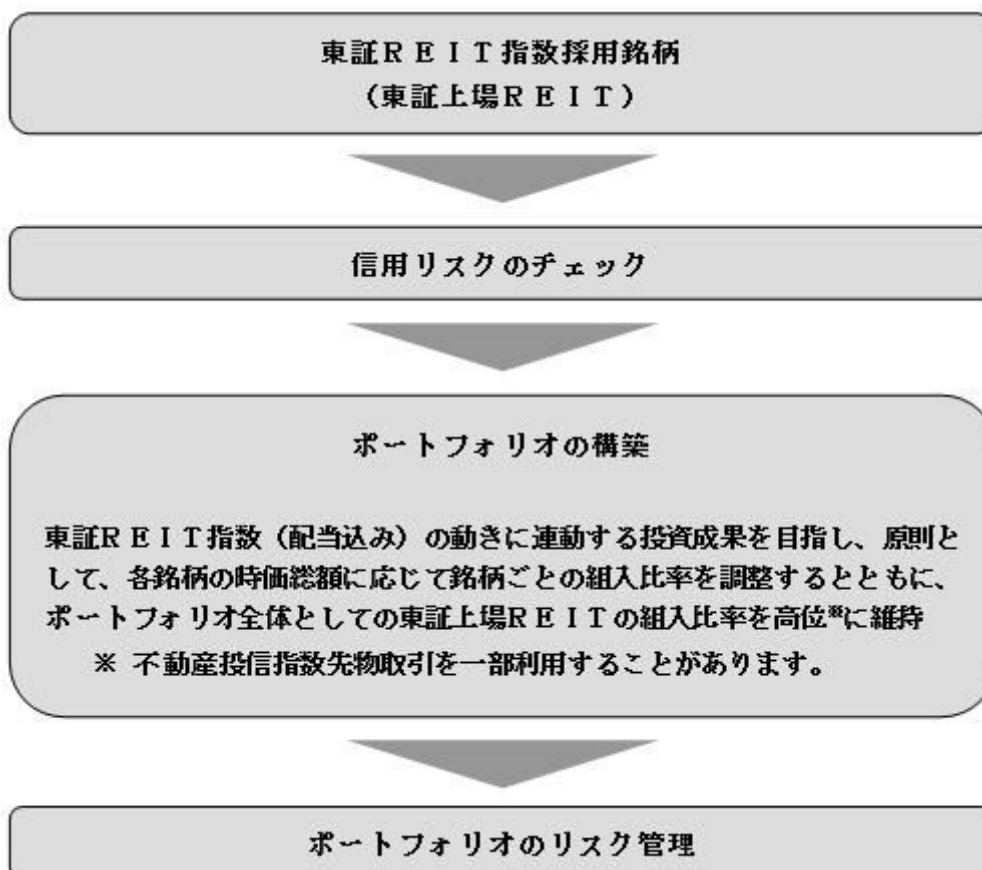 東証ＲＥＩＴ指数採用銘柄
（東証上場ＲＥＩＴ）
信用リスクのチェック
ポートフォリオの構築
東証ＲＥＩＴ指数（配当込み）の動きに連動する投資成果を目指し、原則と
して、各銘柄の時価総額に応じて銘柄ごとの組入比率を調整するとともに、
ポートフォリオ全体としての東証上場ＲＥＩＴの組入比率を高位※に維持
※ 不動産投信指数先物取引を一部利用することがあります。
ポートフォリオのリスク管理